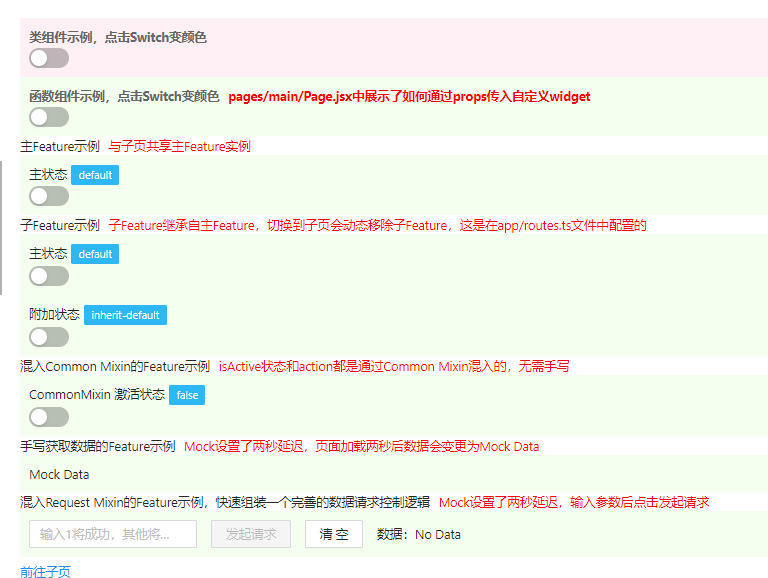 类组件示例，点击Switch变颜色
函数组件示例，点击Switch变颜色 pages/main/Page.jsx中展示了如何通过props传入自定义widget
主Feature示例 与子页共享主Feature实例
主状态 default
子Feature示例 子Feature继承自主Feature，切换到子页会动态移除子Feature，这是在app/routes.ts文件中配置的
主状态 default
附加状态 inherit-default
混入Common Mixin的Feature示例 isActive状态和action都是通过Common Mixin混入的，无需手写
CommonMixin 激活状态 false
手写获取数据的Feature示例 Mock设置了两秒延迟，页面加载两秒后数据会变更为Mock Data
Mock Data
混入Request Mixin的Feature示例，快速组装一个完善的数据请求控制逻辑 Mock设置了两秒延迟，输入参数后点击发起请求
输入1将成功，其他将... 发起请求 清 空 数据：No Data
前往子页